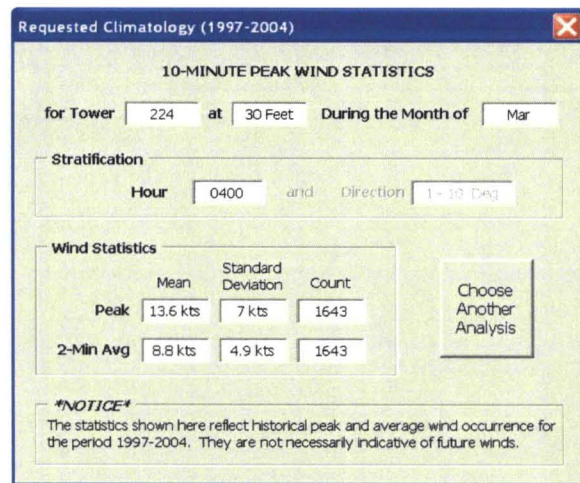 Requested Climatology (1997-2004)
10-MINUTE PEAK WIND STATISTICS
for Tower 224 at 30 Feet During the Month of Mar
Stratification
Hour 0400 and Direction 1 - 10 Deg
Wind Statistics
Mean Standard Deviation Count
Peak 13.6 kts 7 kts 1643
2-Min Avg 8.8 kts 4.9 kts 1643
Choose
Another
Analysis
*NOTICE*
The statistics shown here reflect historical peak and average wind occurrence for
the period 1997-2004. They are not necessarily indicative of future winds.